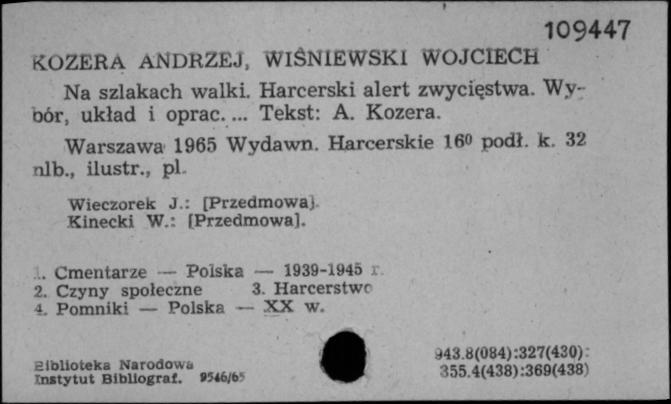 109447
KOZERA ANDRZEJ, WIŚNIEWSKI WOJCIECH
Na szlakach walki. Harcerski alert zwycięstwa. Wy-
bór, układ i oprac.... Tekst: A. Kozera.
Warszawa 1965 Wydawn. Harcerskie 16º podł. k. 32
nlb., ilustr., pl.
Wieczorek J.: [Przedmowa].
Kinecki W.: [Przedmowa].
1. Cmentarze — Polska — 1939-1945 r.
2. Czyny społeczne 3. Harcerstwo
4. Pomniki — Polska — XX w.
Biblioteka Narodowa
Instytut Bibliograf. 9546/65
943.8(084):327(430):
355.4(438):369(438)